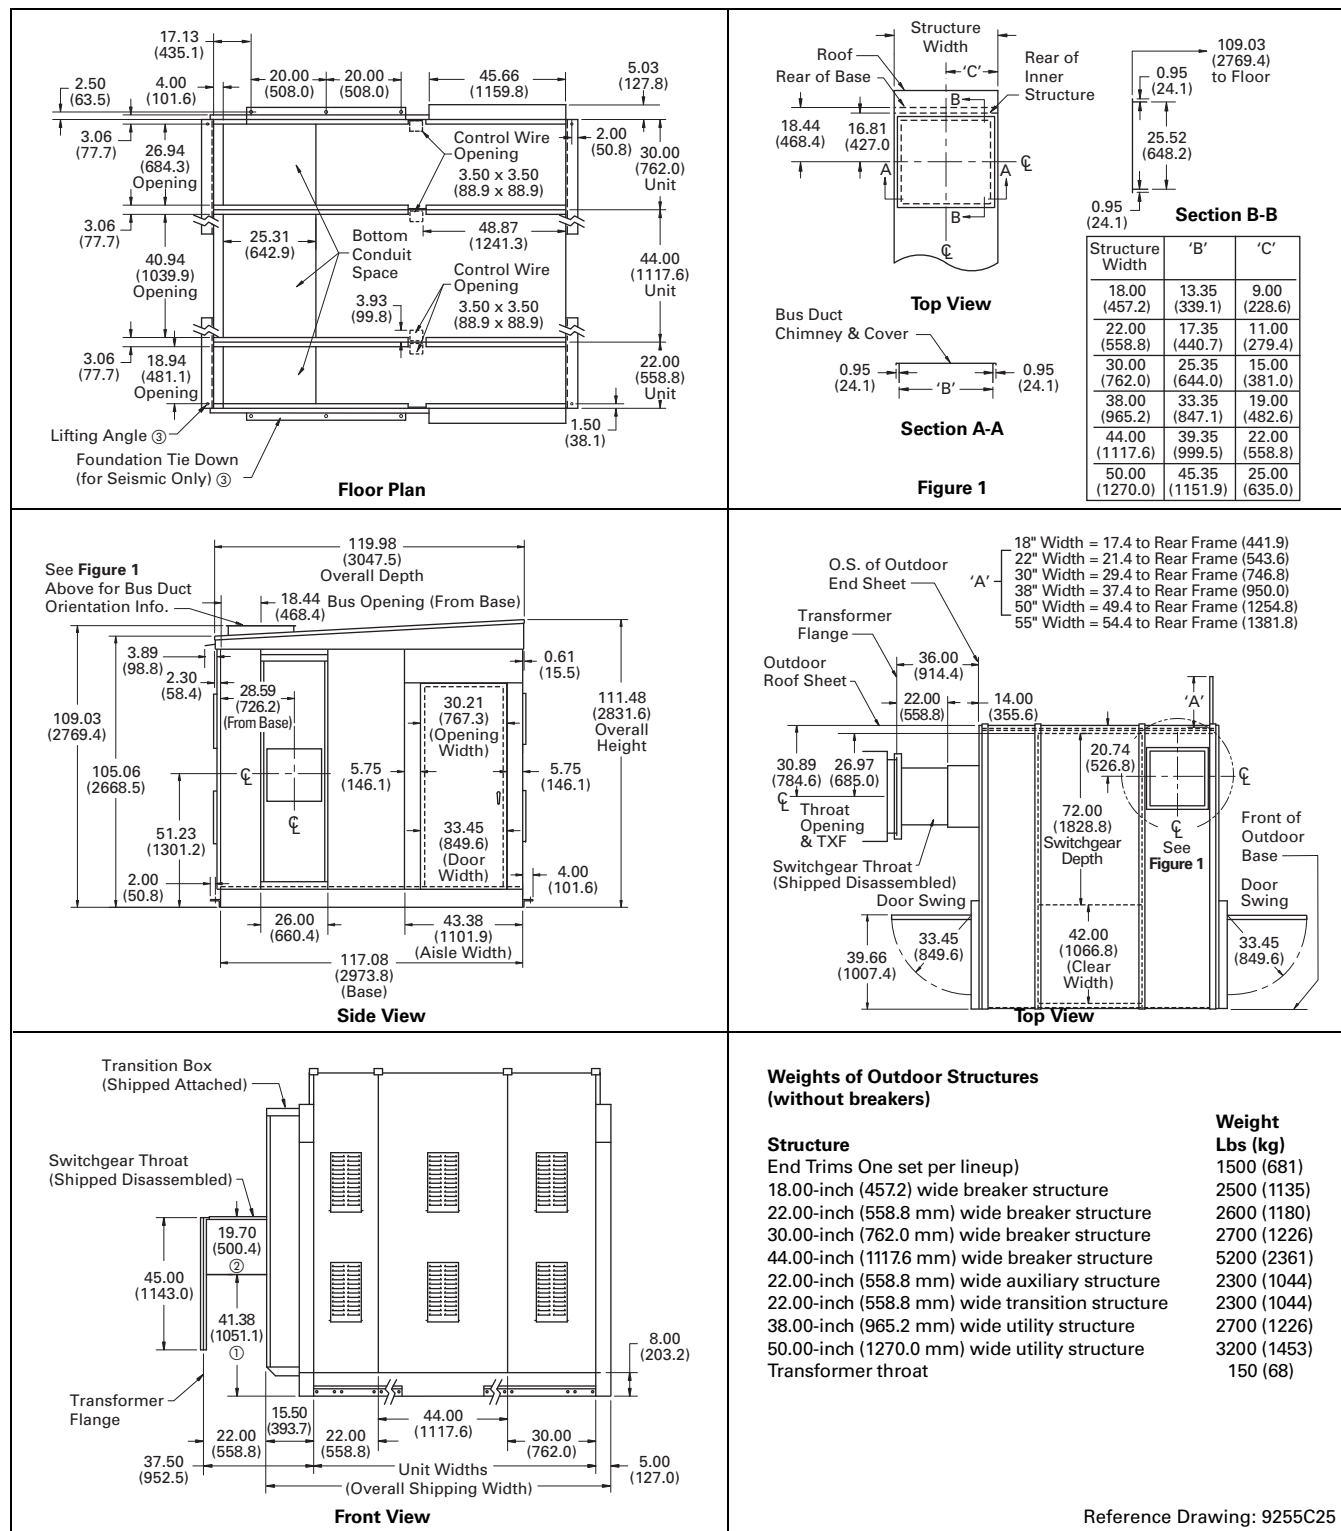 17.13
(435.1)
2.50
(63.5)
4.00
(101.6)
20.00
(508.0)
20.00
(508.0)
45.66
(1159.8)
5.03
(127.8)
3.06
(77.7)
26.94
(684.3)
Opening
Control Wire
Opening
3.50 x 3.50
(88.9 x 88.9)
2.00
(50.8)
30.00
(762.0)
Unit
3.06
(77.7)
25.31
(642.9)
Bottom
Conduit
Space
48.87
(1241.3)
40.94
(1039.9)
Opening
3.93
(99.8)
Control Wire
Opening
3.50 x 3.50
(88.9 x 88.9)
44.00
(1117.6)
Unit
3.06
(77.7)
18.94
(481.1)
Opening
22.00
(558.8)
Unit
1.50
(38.1)
Lifting Angle ③
Foundation Tie Down
(for Seismic Only) ③
Floor Plan
Structure
Width
Roof
Rear of Base
'C'
Rear of
Inner
Structure
B
18.44
(468.4)
16.81
(427.0
A
A
℄
B
℄
Top View
109.03
(2769.4)
to Floor
0.95
(24.1)
25.52
(648.2)
0.95
(24.1)
Section B-B
Bus Duct
Chimney & Cover
0.95
(24.1)
'B'
0.95
(24.1)
Section A-A
Figure 1
Structure Width 'B' 'C'
18.00 13.35 9.00
(457.2) (339.1) (228.6)
22.00 17.35 11.00
(558.8) (440.7) (279.4)
30.00 25.35 15.00
(762.0) (644.0) (381.0)
38.00 33.35 19.00
(965.2) (847.1) (482.6)
44.00 39.35 22.00
(1117.6) (999.5) (558.8)
50.00 45.35 25.00
(1270.0) (1151.9) (635.0)
119.98
(3047.5)
Overall Depth
See Figure 1
Above for Bus Duct
Orientation Info.
18.44
(468.4)
Bus Opening (From Base)
3.89
(98.8)
2.30
(58.4)
28.59
(726.2)
(From Base)
0.61
(15.5)
30.21
(767.3)
(Opening
Width)
111.48
(2831.6)
Overall
Height
109.03
(2769.4)
105.06
(2668.5)
℄
℄
5.75
(146.1)
5.75
(146.1)
51.23
(1301.2)
33.45
(849.6)
(Door
Width)
2.00
(50.8)
4.00
(101.6)
26.00
(660.4)
43.38
(1101.9)
(Aisle Width)
117.08
(2973.8)
(Base)
Side View
'A'
18" Width = 17.4 to Rear Frame (441.9)
22" Width = 21.4 to Rear Frame (543.6)
30" Width = 29.4 to Rear Frame (746.8)
38" Width = 37.4 to Rear Frame (950.0)
50" Width = 49.4 to Rear Frame (1254.8)
55" Width = 54.4 to Rear Frame (1381.8)
O.S. of Outdoor
End Sheet
Transformer
Flange
Outdoor
Roof Sheet
36.00
(914.4)
22.00
(558.8)
14.00
(355.6)
'A'
30.89
(784.6)
℄
26.97
(685.0)
20.74
(526.8)
℄
Throat
Opening
& TXF
72.00
(1828.8)
Switchgear
Depth
℄
See
Figure 1
Front of
Outdoor
Base
Switchgear Throat
(Shipped Disassembled)
Door Swing
Door
Swing
33.45
(849.6)
42.00
(1066.8)
(Clear
Width)
33.45
(849.6)
39.66
(1007.4)
Top View
Transition Box
(Shipped Attached)
Switchgear Throat
(Shipped Disassembled)
19.70
(500.4)
②
45.00
(1143.0)
41.38
(1051.1)
①
8.00
(203.2)
Transformer
Flange
15.50
(393.7)
22.00
(558.8)
22.00
(558.8)
44.00
(1117.6)
30.00
(762.0)
37.50
(952.5)
Unit Widths
5.00
(127.0)
(Overall Shipping Width)
Front View
Weights of Outdoor Structures
(without breakers)
Structure Weight Lbs (kg)
End Trims One set per lineup) 1500 (681)
18.00-inch (457.2) wide breaker structure 2500 (1135)
22.00-inch (558.8 mm) wide breaker structure 2600 (1180)
30.00-inch (762.0 mm) wide breaker structure 2700 (1226)
44.00-inch (1117.6 mm) wide breaker structure 5200 (2361)
22.00-inch (558.8 mm) wide auxiliary structure 2300 (1044)
22.00-inch (558.8 mm) wide transition structure 2300 (1044)
38.00-inch (965.2 mm) wide utility structure 2700 (1226)
50.00-inch (1270.0 mm) wide utility structure 3200 (1453)
Transformer throat 150 (68)
Reference Drawing: 9255C25